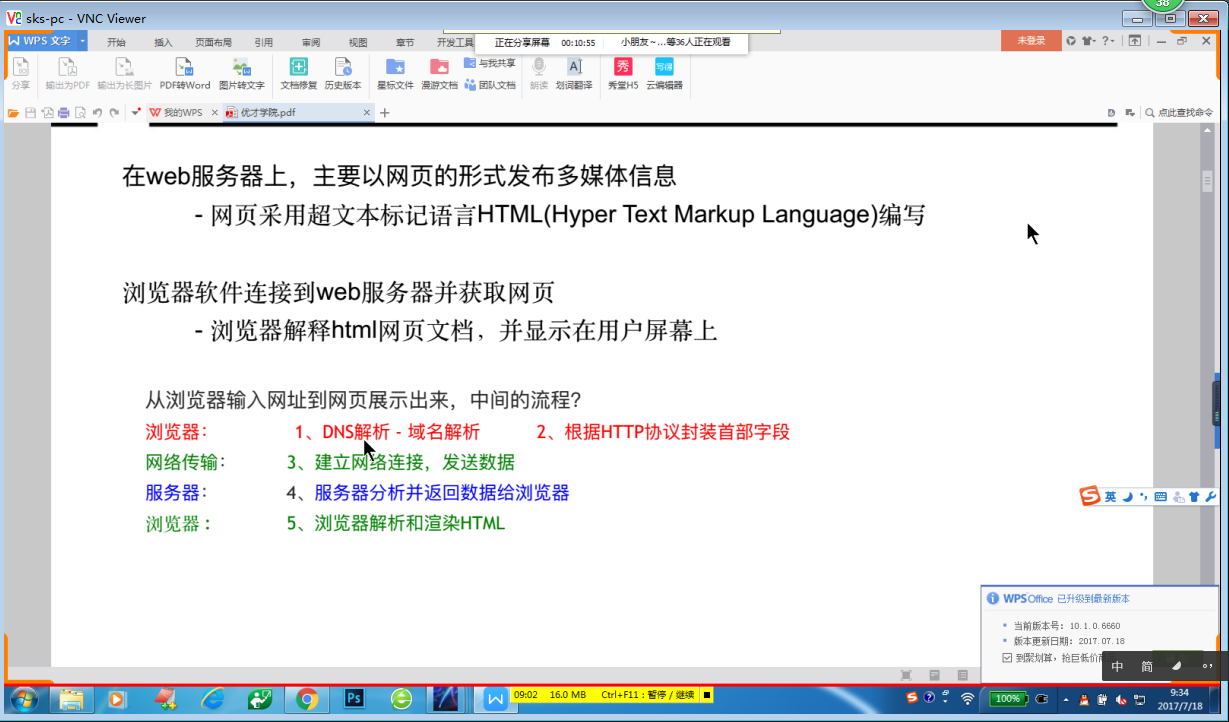 sks-pc - VNC Viewer
38
WPS 文字
开始 插入 页面布局 引用 审阅 视图 章节 开发工具
正在分享屏幕 00:10:55 小朋友~...等36人正在观看
未登录
分享 输出为PDF 输出为长图片 PDF转Word 图片转文字 文档修复 历史版本 星标文件 漫游文档 与我共享 团队文档 朗读 划词翻译 秀堂H5 云编辑器
秀 写得
我的WPS 优才学院.pdf
点此查找命令
在web服务器上，主要以网页的形式发布多媒体信息
- 网页采用超文本标记语言HTML(Hyper Text Markup Language)编写
浏览器软件连接到web服务器并获取网页
- 浏览器解释html网页文档，并显示在用户屏幕上
从浏览器输入网址到网页展示出来，中间的流程?
浏览器: 1、DNS解析 - 域名解析 2、根据HTTP协议封装首部字段
网络传输: 3、建立网络连接，发送数据
服务器: 4、服务器分析并返回数据给浏览器
浏览器： 5、浏览器解析和渲染HTML
英
WPS Office 已升级到最新版本
当前版本号: 10.1.0.6660
版本更新日期: 2017.07.18
到聚划算，抢巨低价
中 简
09:02 16.0 MB Ctrl+F11 : 暂停 / 继续
Ps
100%
9:34
2017/7/18